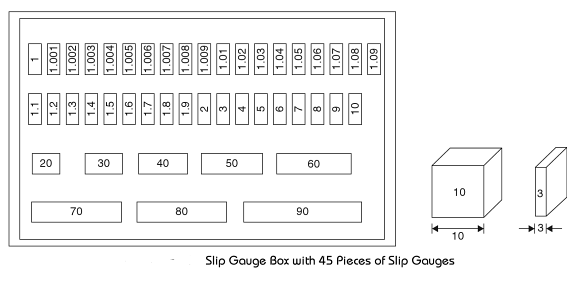 1 1.001 1.002 1.003 1.004 1.005 1.006 1.007 1.008 1.009 1.01 1.02 1.03 1.04 1.05 1.06 1.07 1.08 1.09
1.1 1.2 1.3 1.4 1.5 1.6 1.7 1.8 1.9 2 3 4 5 6 7 8 9 10
20 30 40 50 60
70 80 90
10 3
10 3
Slip Gauge Box with 45 Pieces of Slip Gauges